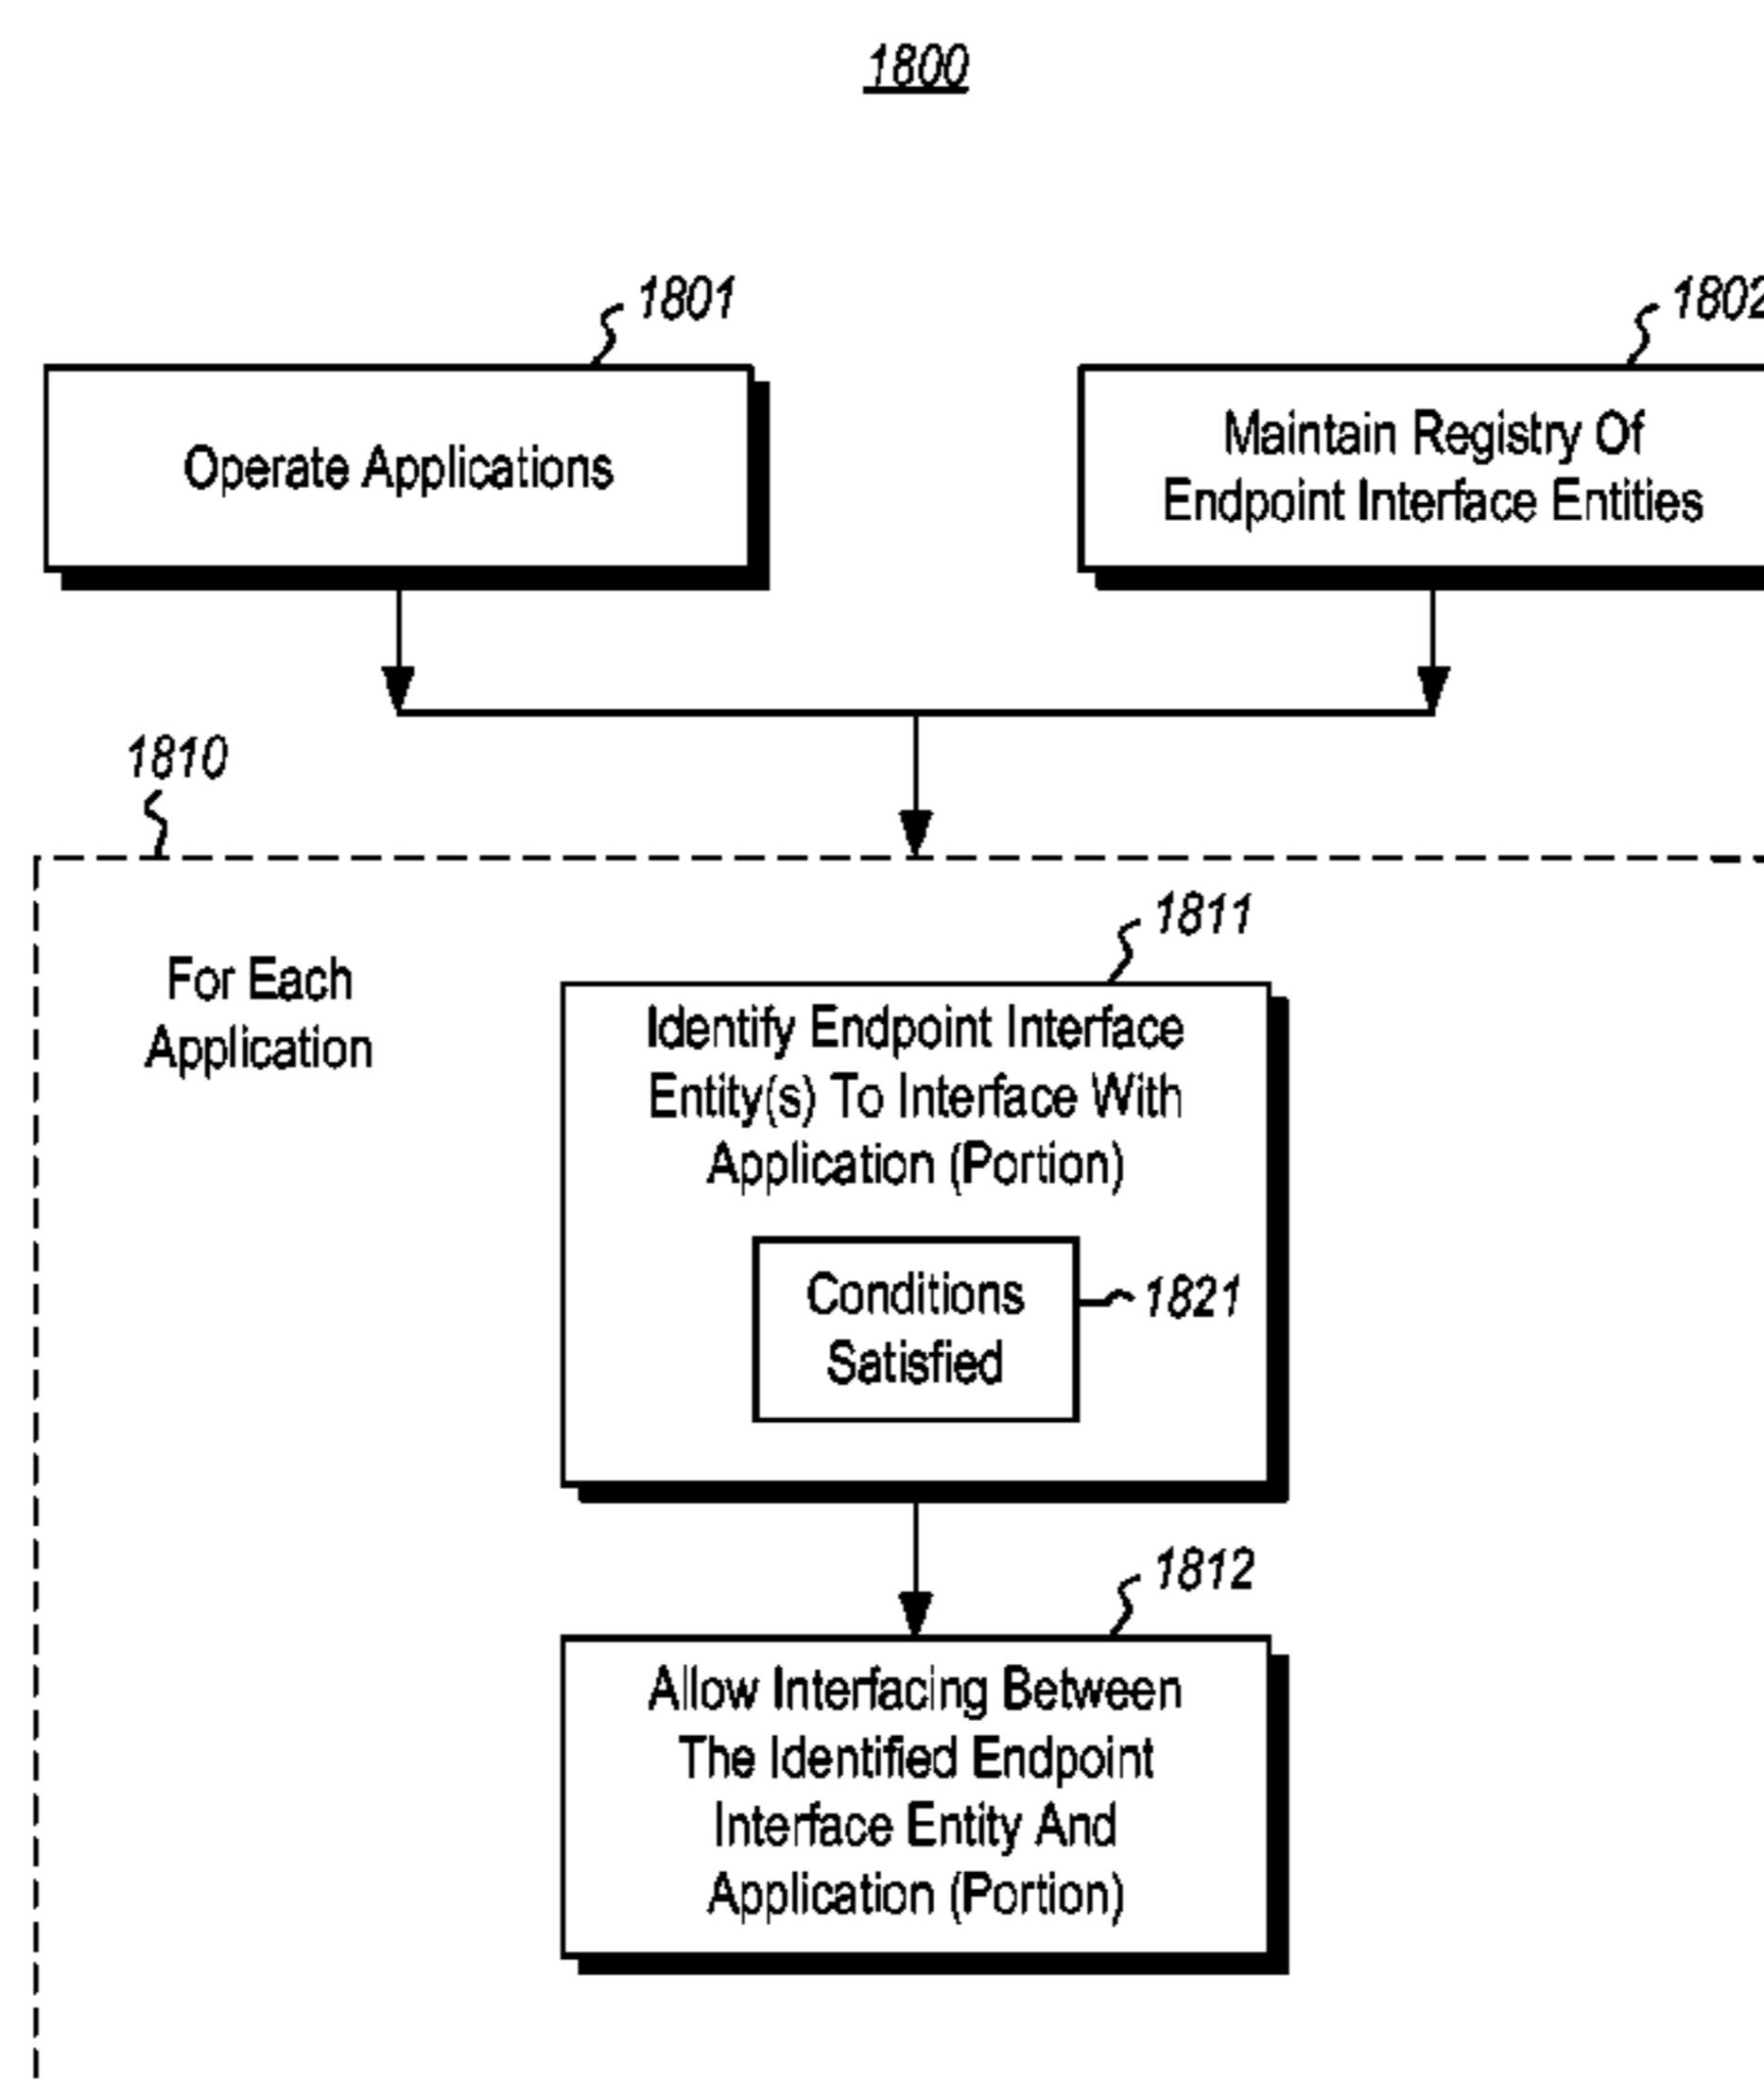 1800
1801
1802
Operate Applications
Maintain Registry Of
Endpoint Interface Entities
1810
For Each
Application
1811
Identify Endpoint Interface
Entity(s) To Interface With
Application (Portion)
Conditions
Satisfied
1821
1812
Allow Interfacing Between
The Identified Endpoint
Interface Entity And
Application (Portion)